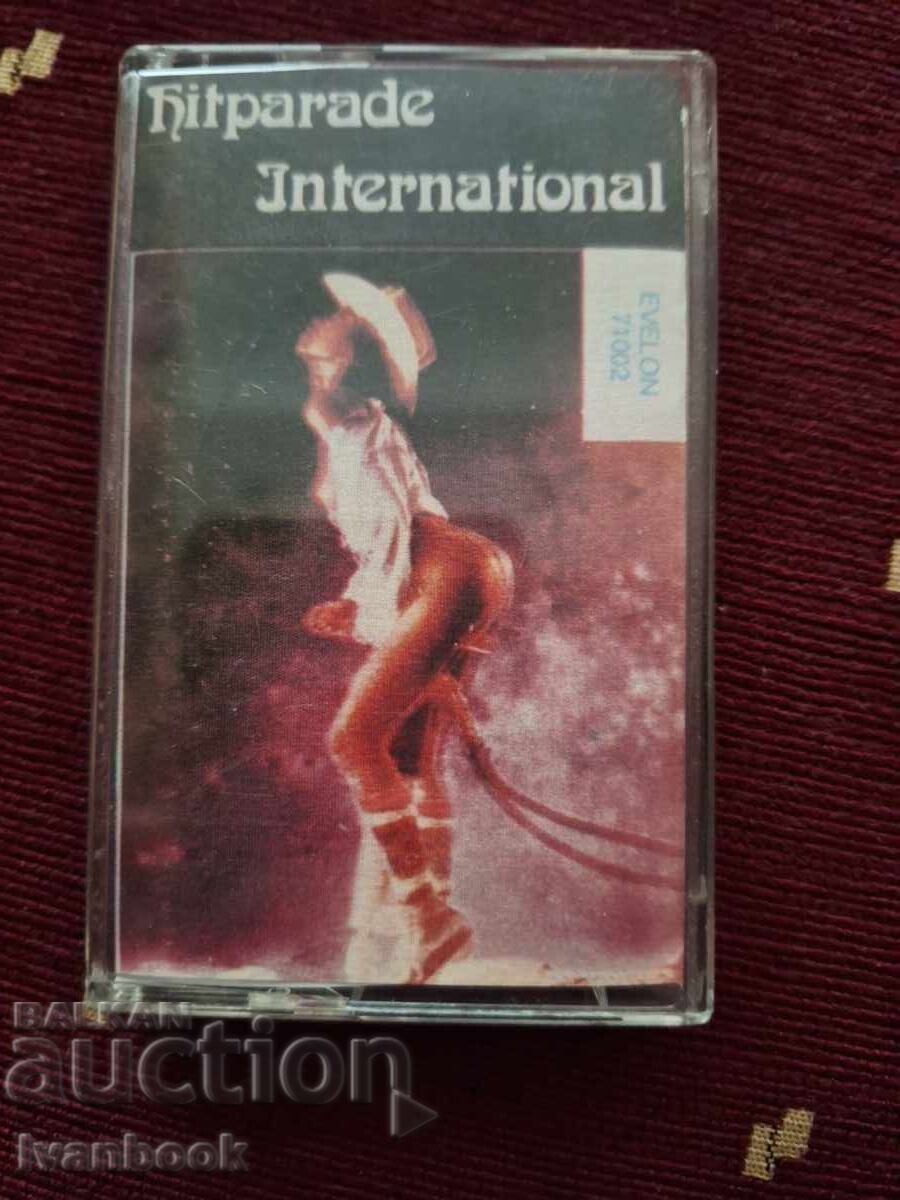 Hitparade
International
EVELON
71002
BALKAN
auction
Ivanbook